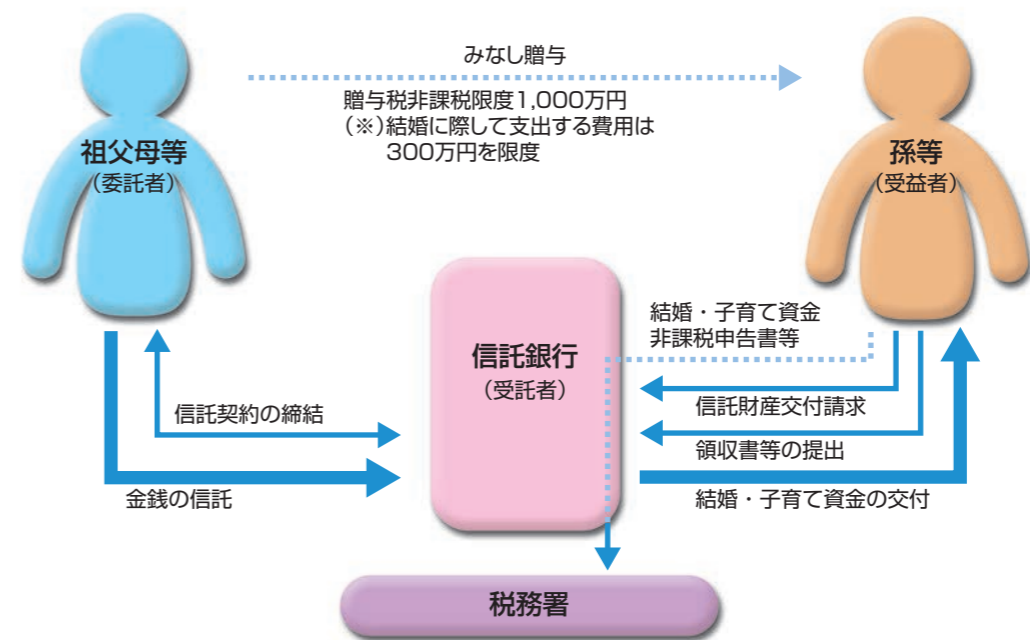 みなし贈与
贈与税非課税限度1,000万円
（※）結婚に際して支出する費用は
300万円を限度
祖父母等
（委託者）
孫等
（受益者）
信託銀行
（受託者）
結婚・子育て資金
非課税申告書等
信託契約の締結
金銭の信託
信託財産交付請求
領収書等の提出
結婚・子育て資金の交付
税務署